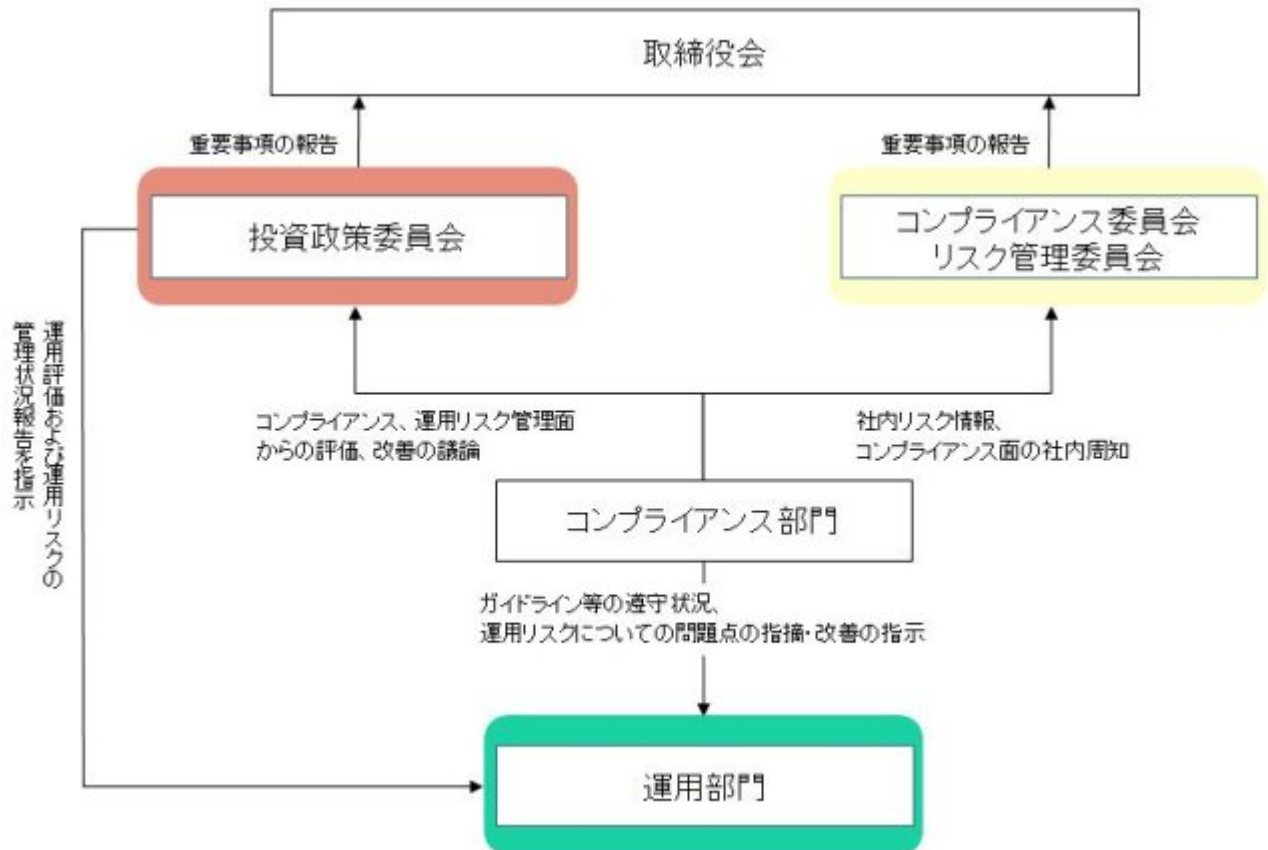 取締役会
重要事項の報告
重要事項の報告
投資政策委員会
コンプライアンス委員会
リスク管理委員会
運用評価および運用リスクの
管理状況報告を指示
コンプライアンス、運用リスク管理面
からの評価、改善の議論
社内リスク情報、
コンプライアンス面の社内周知
コンプライアンス部門
ガイドライン等の遵守状況、
運用リスクについての問題点の指摘・改善の指示
運用部門